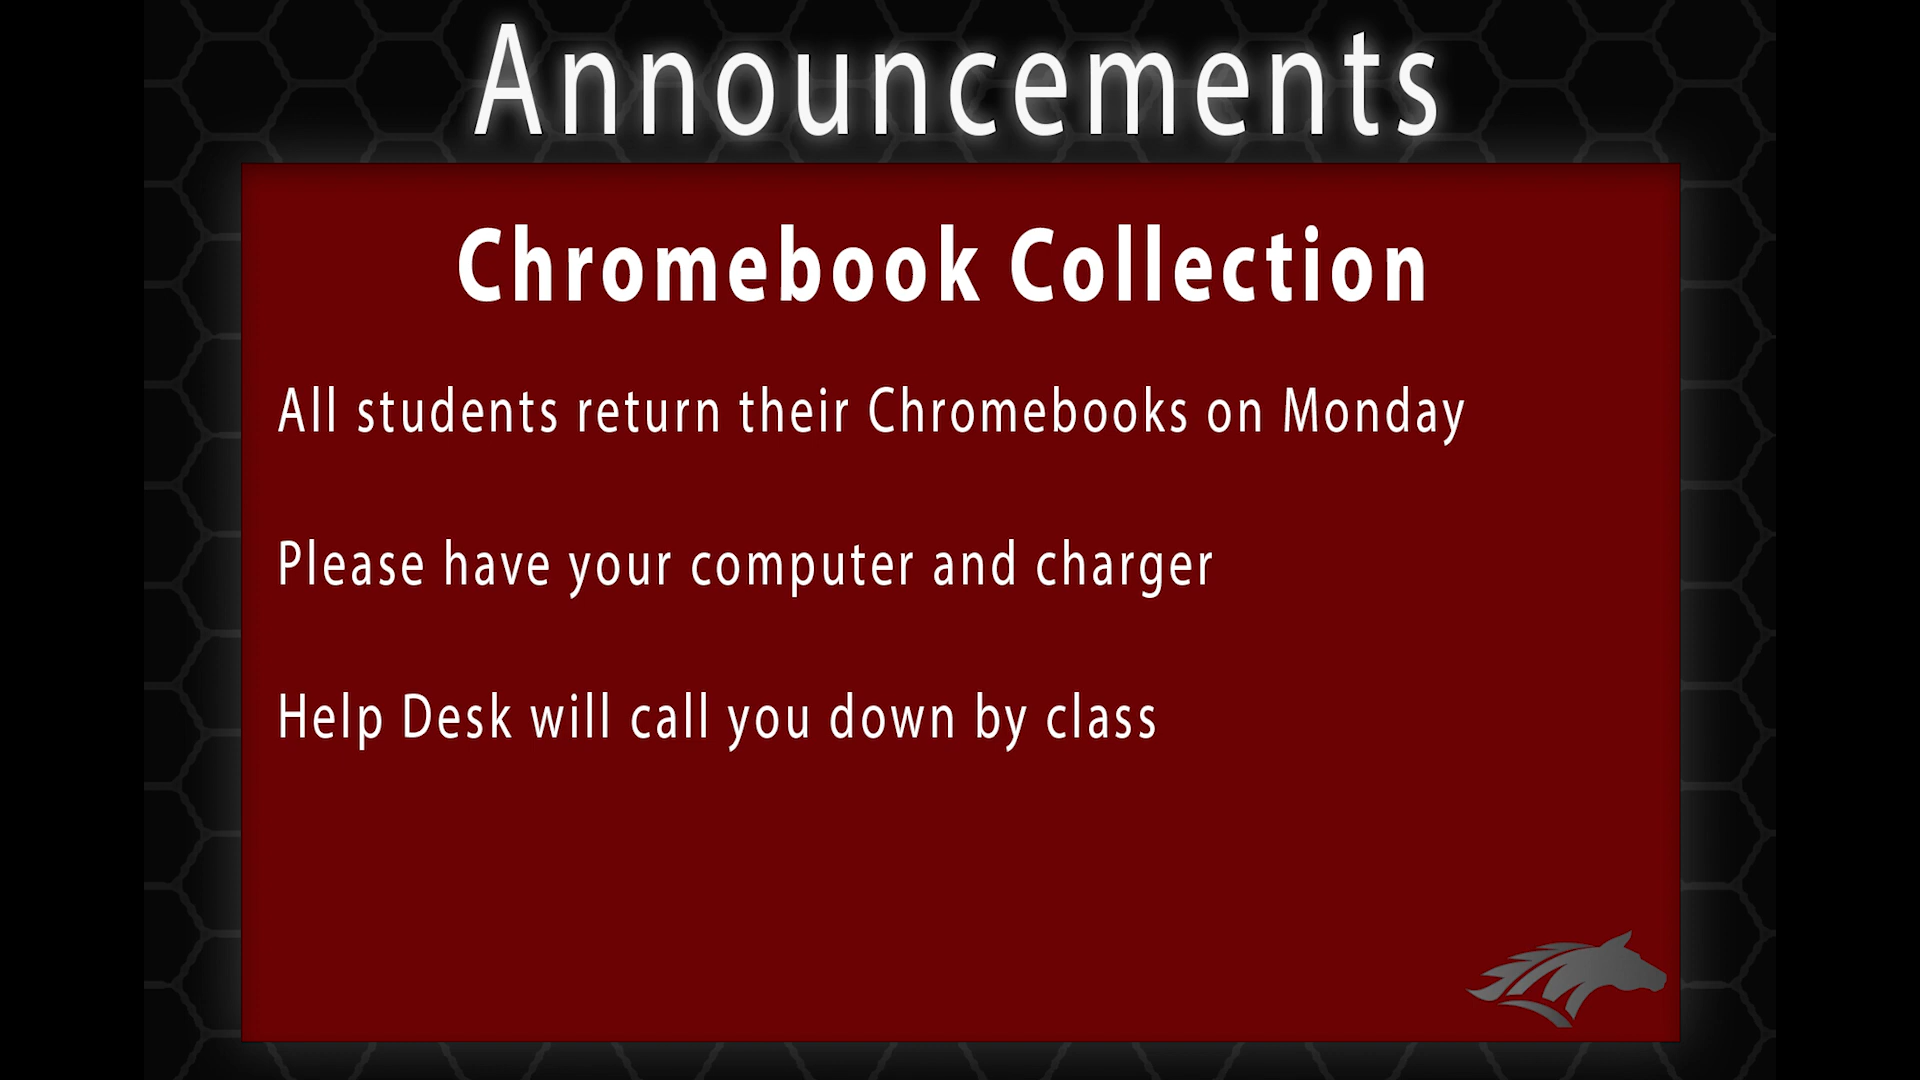 Announcements
Chromebook Collection
All students return their Chromebooks on Monday
Please have your computer and charger
Help Desk will call you down by class